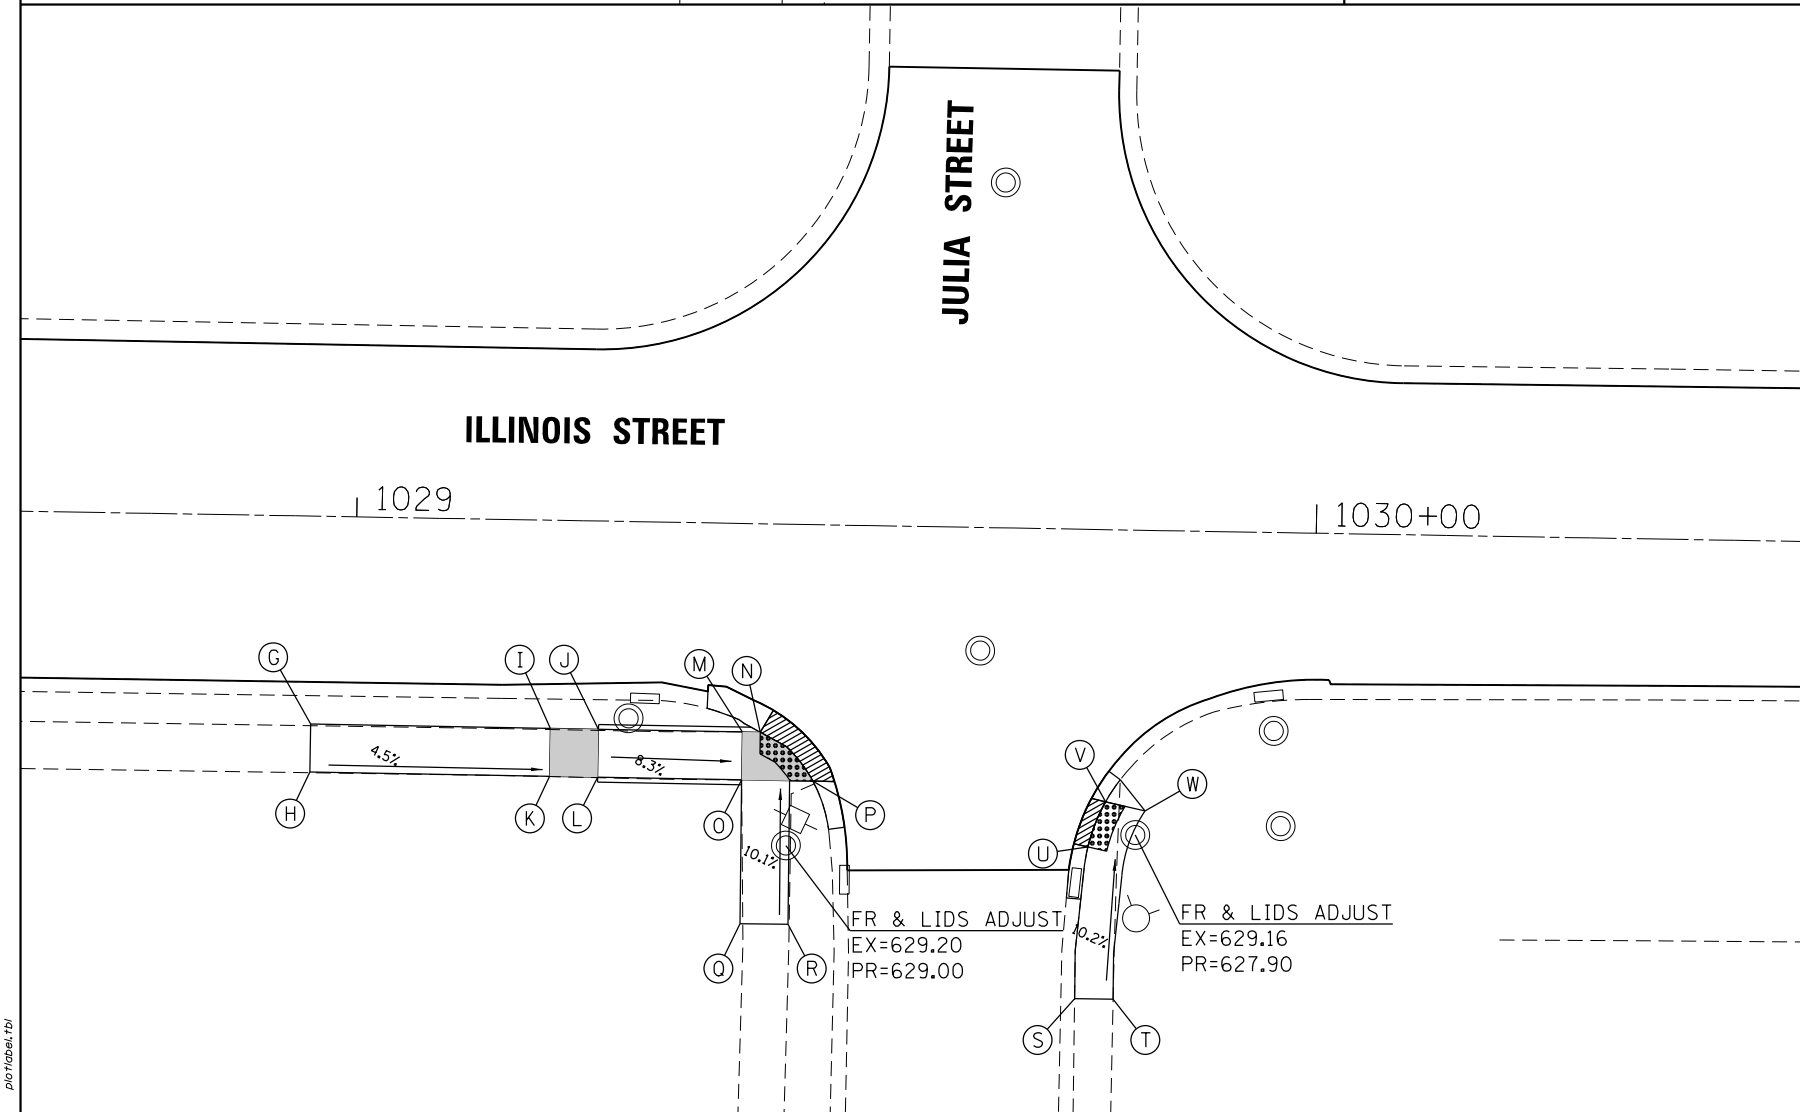 JULIA STREET
ILLINOIS STREET
1029
1030+00
G
I
J
M
N
4.5%
8.3%
H
K
L
O
P
V
W
U
10.1%
10.2%
FR & LIDS ADJUST
EX=629.20
PR=629.00
FR & LIDS ADJUST
EX=629.16
PR=627.90
Q
R
S
T
plotlabel.tbl